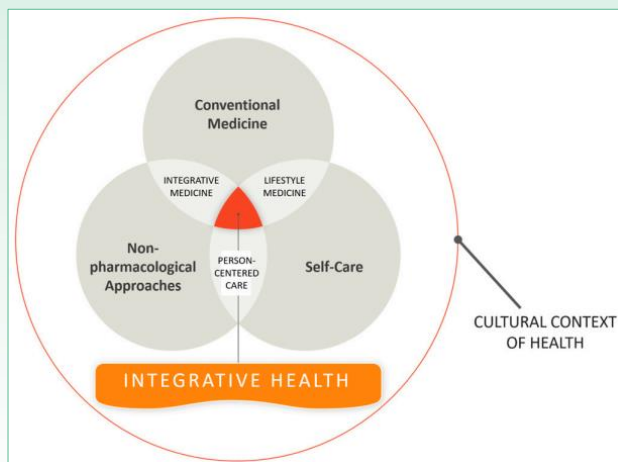 Conventional
Medicine
INTEGRATIVE
MEDICINE
LIFESTYLE
MEDICINE
Non-
pharmacological
Approaches
PERSON-
CENTERED
CARE
Self-Care
CULTURAL CONTEXT
OF HEALTH
INTEGRATIVE HEALTH